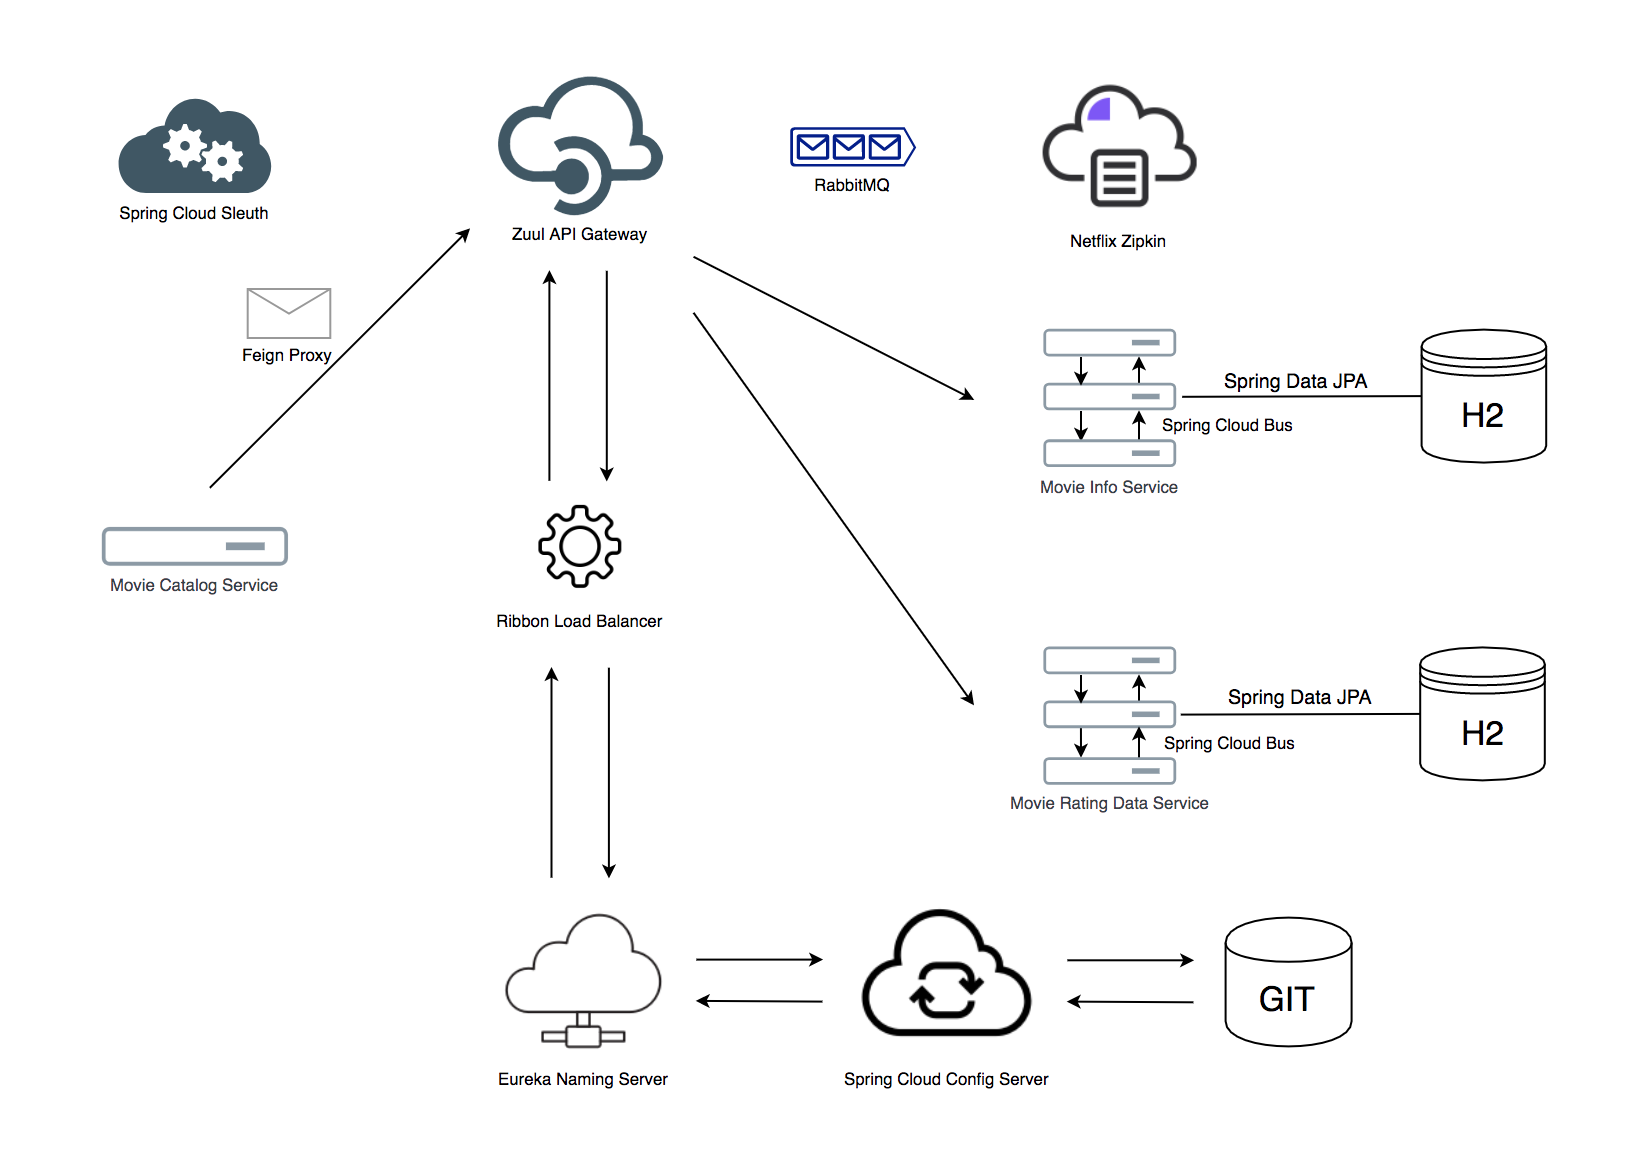 Spring Cloud Sleuth
Zuul API Gateway
RabbitMQ
Netflix Zipkin
Feign Proxy
Spring Data JPA
H2
Spring Cloud Bus
Movie Info Service
Movie Catalog Service
Ribbon Load Balancer
Spring Data JPA
H2
Spring Cloud Bus
Movie Rating Data Service
GIT
Eureka Naming Server
Spring Cloud Config Server